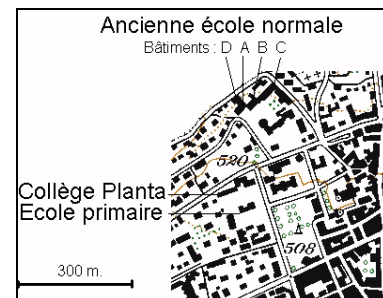 Ancienne école normale
Bâtiments : D A B C
520
Collège Planta
Ecole primaire
508
300 m.